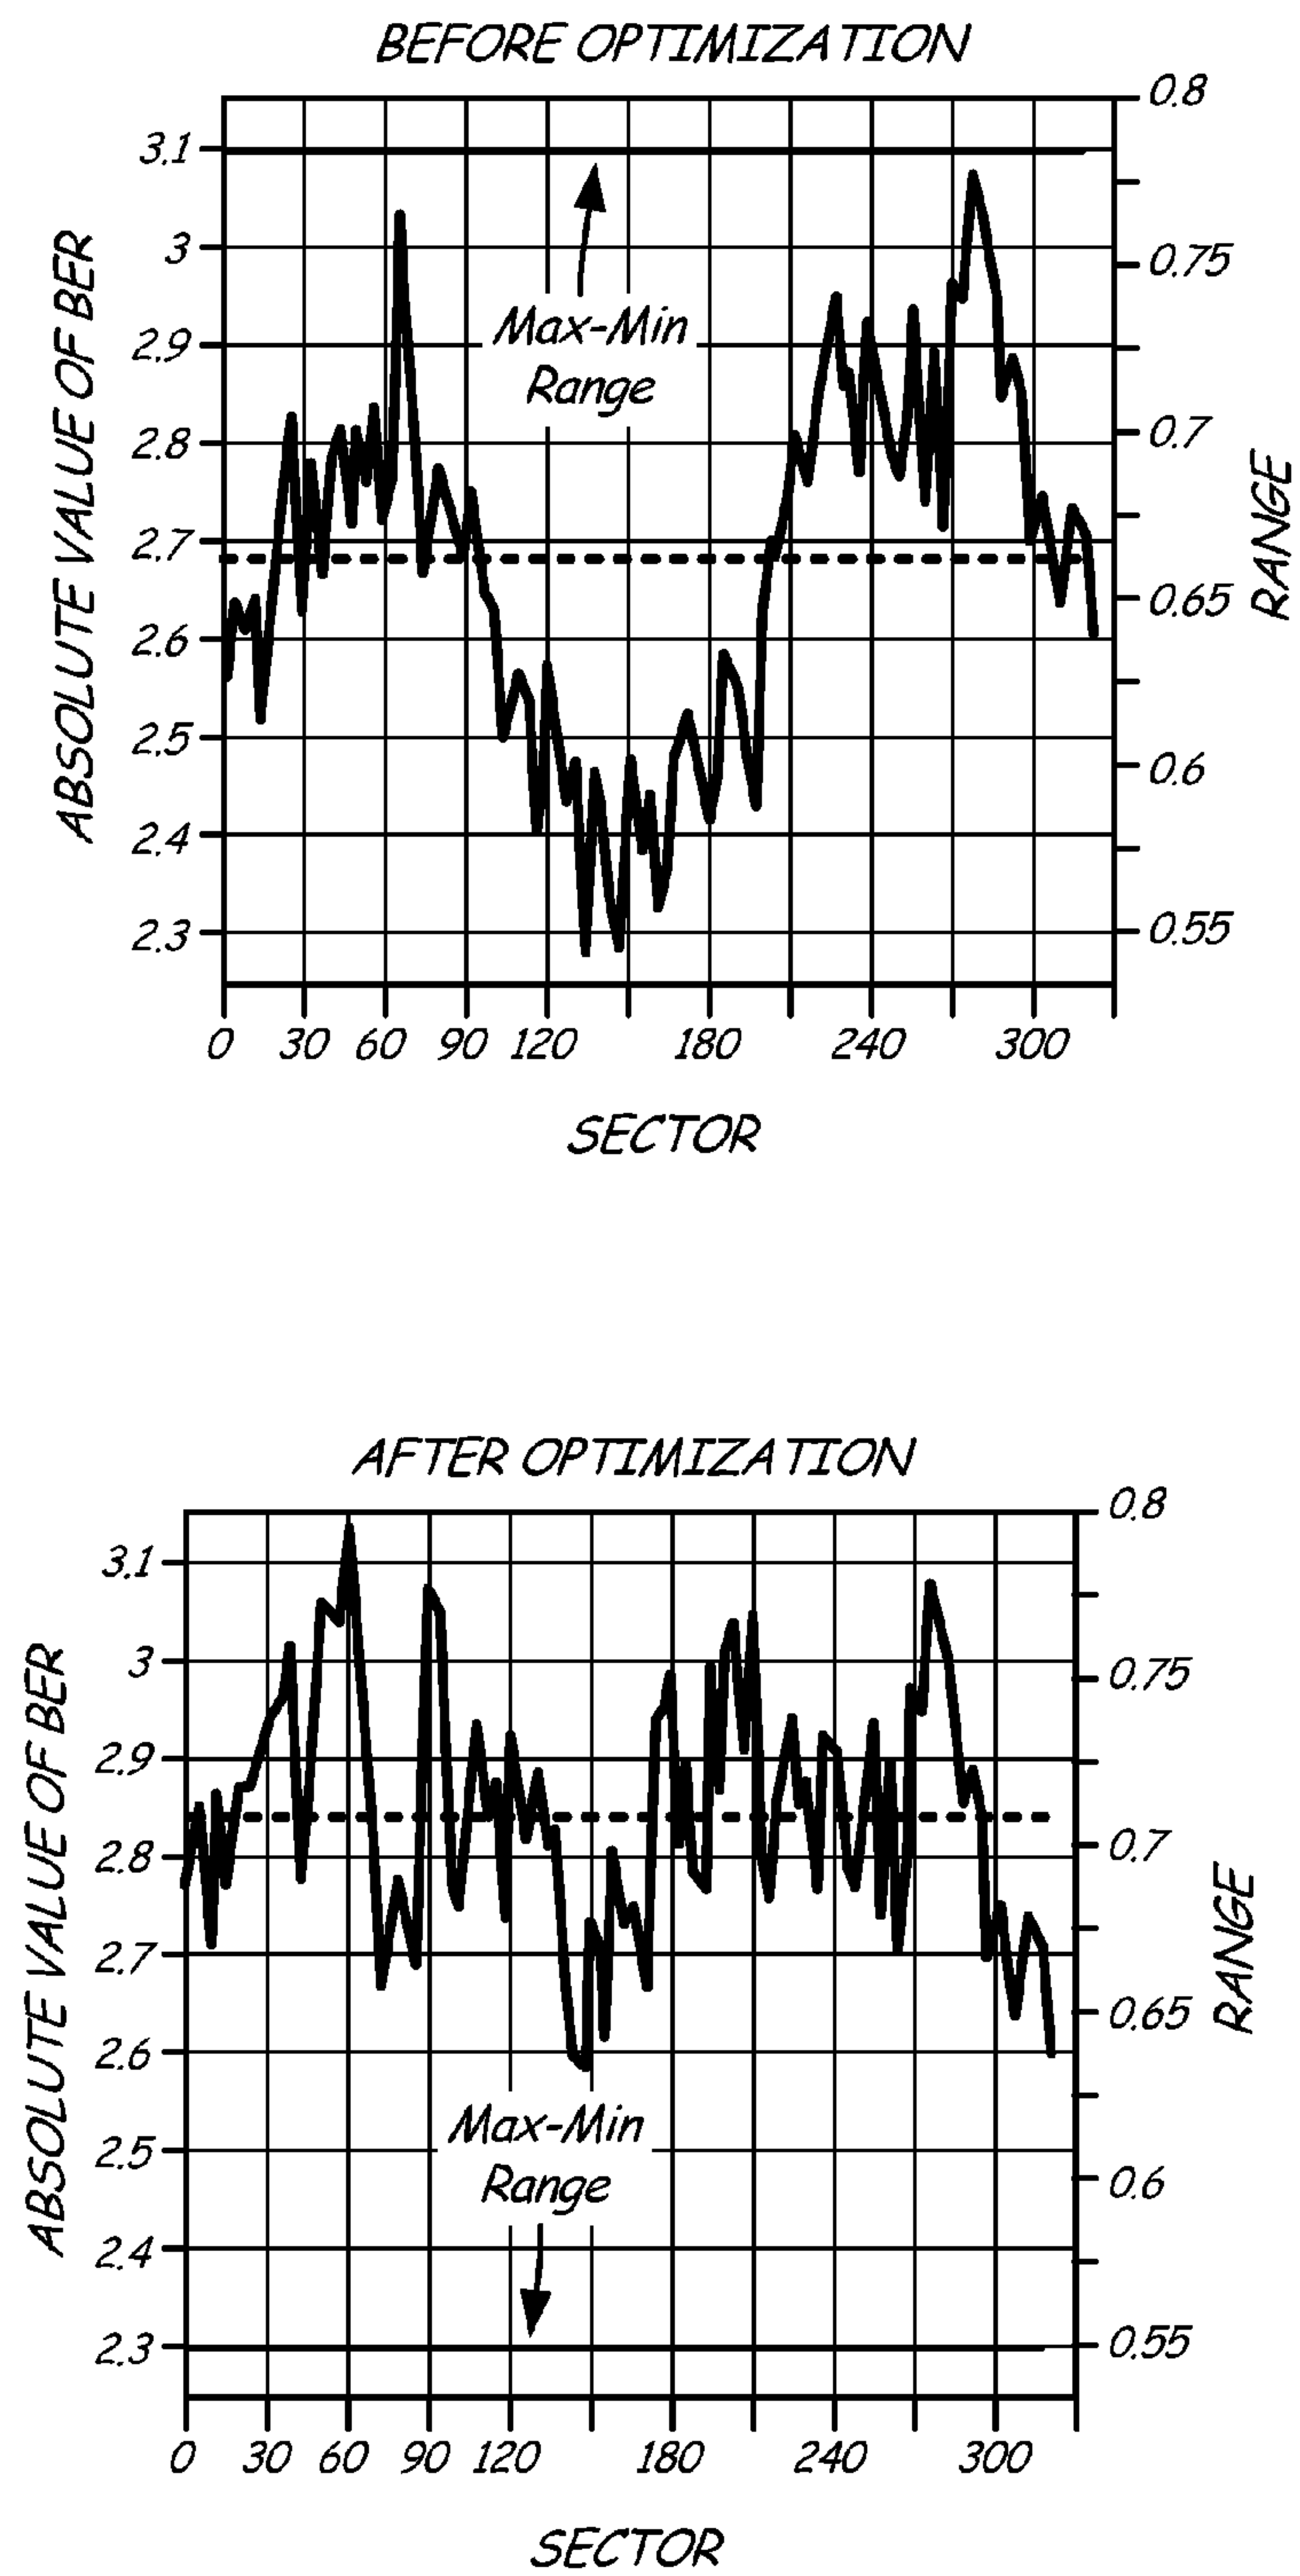 BEFORE OPTIMIZATION
0.8
3.1
3
0.75
Max-Min
2.9
Range
2.8
0.7
2.7
0.65
2.6
2.5
0.6
2.4
2.3
0.55
ABSOLUTE VALUE OF BER
RANGE
0 30 60 90 120 180 240 300
SECTOR
AFTER OPTIMIZATION
0.8
3.1
3
0.75
2.9
2.8
0.7
2.7
0.65
2.6
Max-Min
2.5
Range
0.6
2.4
2.3
0.55
ABSOLUTE VALUE OF BER
RANGE
0 30 60 90 120 180 240 300
SECTOR